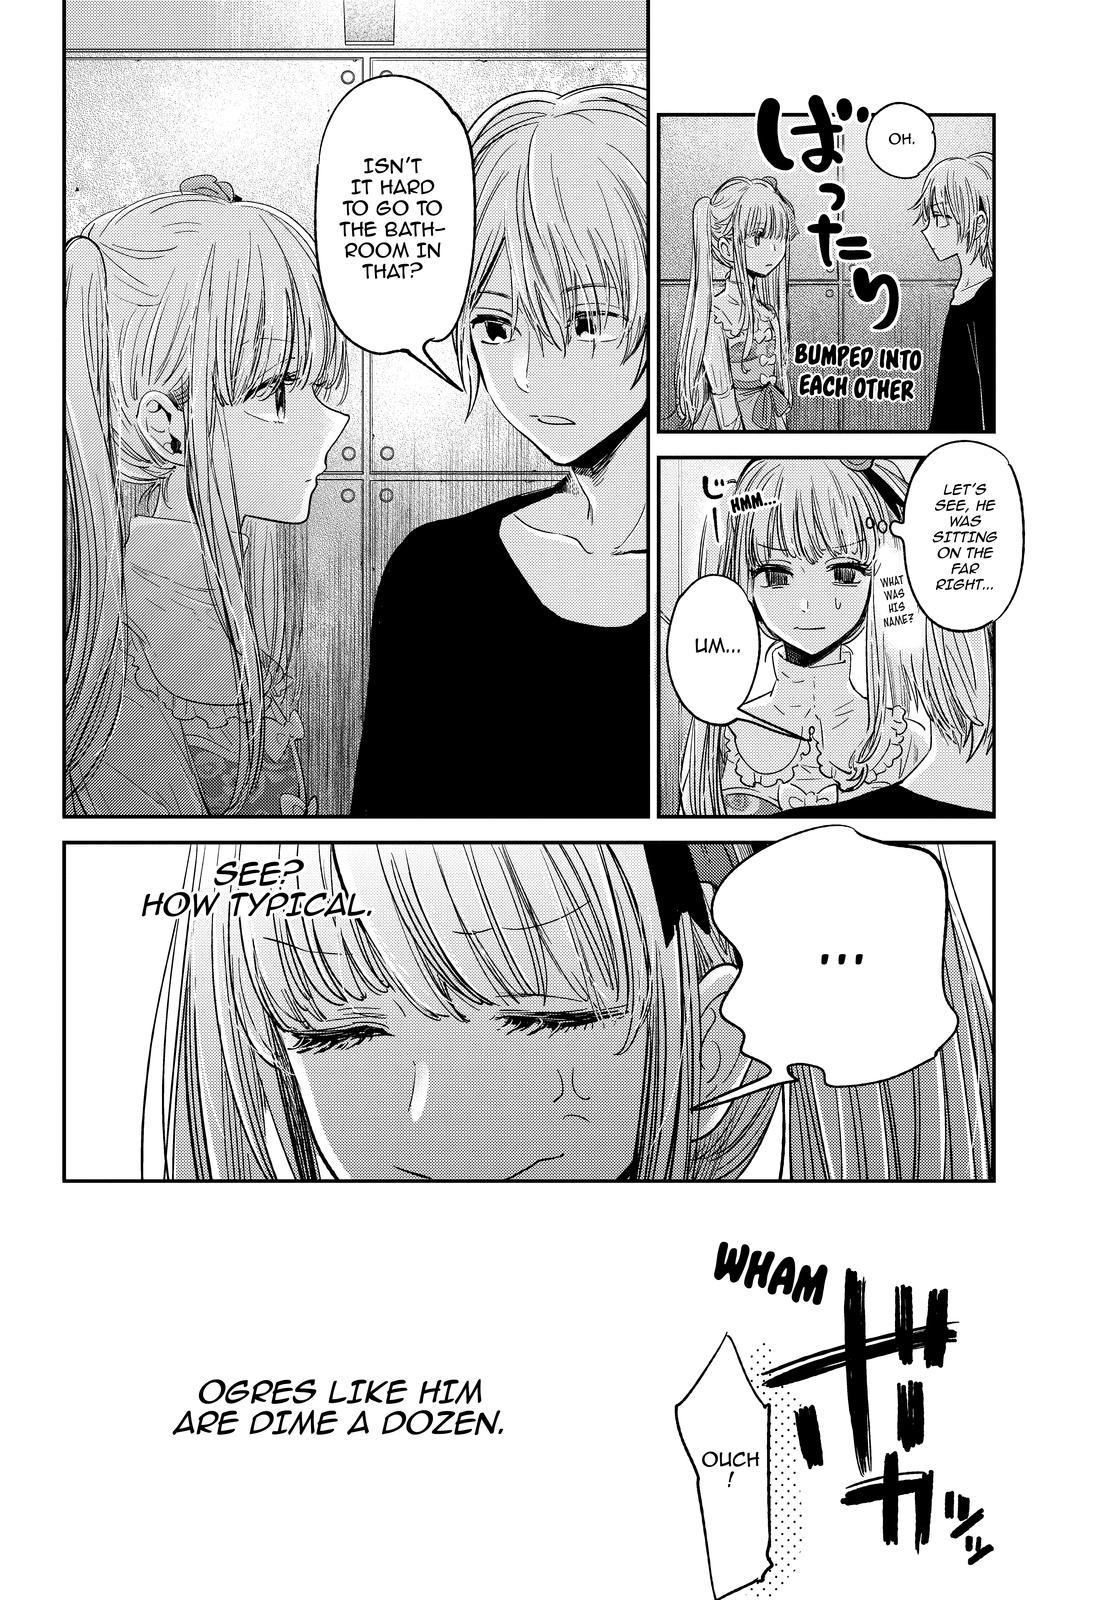 OH.
ばったり
BUMPED INTO
EACH OTHER
LET'S
SEE, HE
WAS
SITTING
ON THE
FAR
RIGHT...
じー
HMM...
WHAT
WAS
HIS
NAME?
UM...
ISN'T
IT HARD
TO GO TO
THE BATH-
ROOM IN
THAT?
SEE?
HOW TYPICAL.
...
WHAM
ガッ
OUCH
!
OGRES LIKE HIM
ARE DIME A DOZEN.